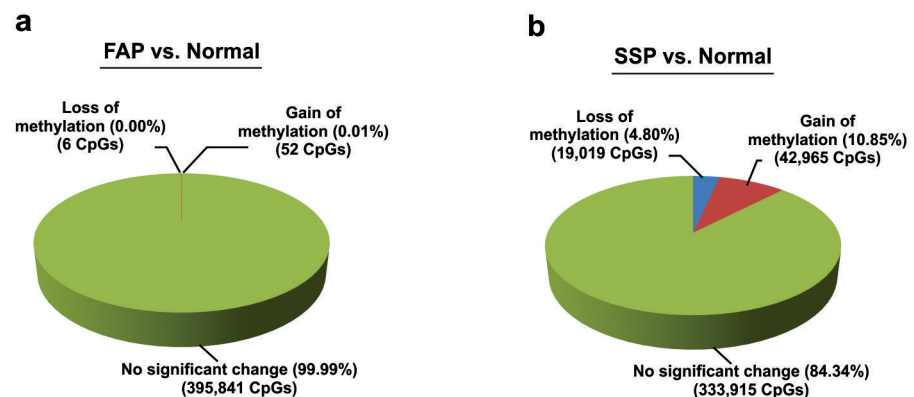 a
FAP vs. Normal
Loss of
methylation (0.00%)
(6 CpGs)
Gain of
methylation (0.01%)
(52 CpGs)
No significant change (99.99%)
(395,841 CpGs)
b
SSP vs. Normal
Loss of
methylation (4.80%)
(19,019 CpGs)
Gain of
methylation (10.85%)
(42,965 CpGs)
No significant change (84.34%)
(333,915 CpGs)